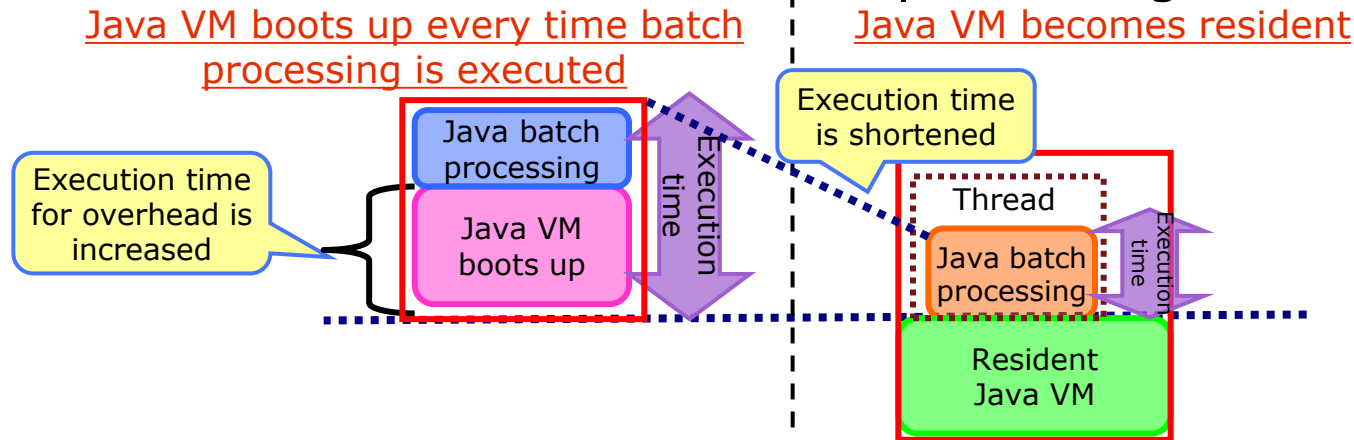 Java VM boots up every time batch
processing is executed
Java batch
processing
Java VM
boots up
Execution
time
Execution time
for overhead is
increased
Java VM becomes resident
Execution time
is shortened
Thread
Java batch
processing
Execution
time
Resident
Java VM